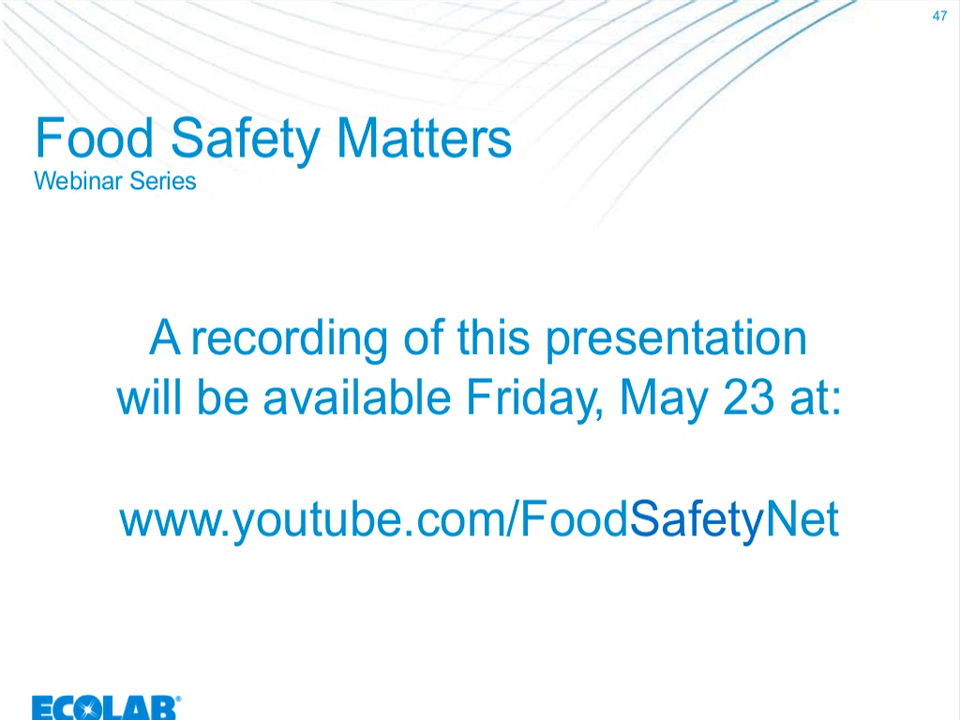 47
Food Safety Matters
Webinar Series
A recording of this presentation
will be available Friday, May 23 at:
www.youtube.com/FoodSafetyNet
ECOLAB®